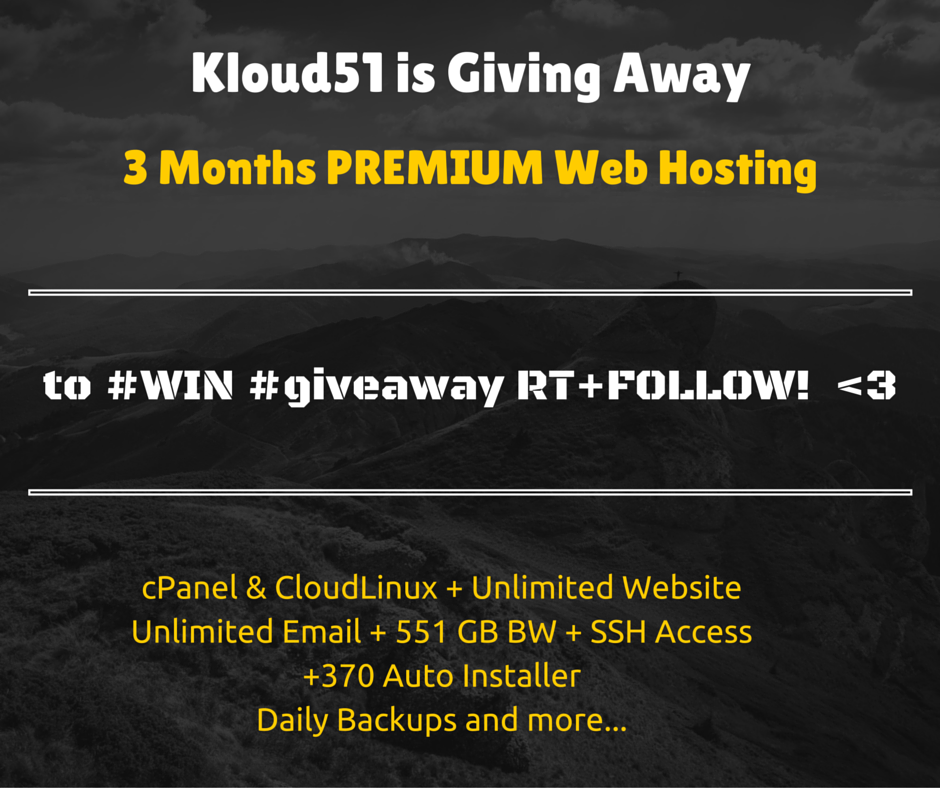 Kloud51 is Giving Away
3 Months PREMIUM Web Hosting
to #WIN #giveaway RT+FOLLOW! <3
cPanel & CloudLinux + Unlimited Website
Unlimited Email + 551 GB BW + SSH Access
+370 Auto Installer
Daily Backups and more...